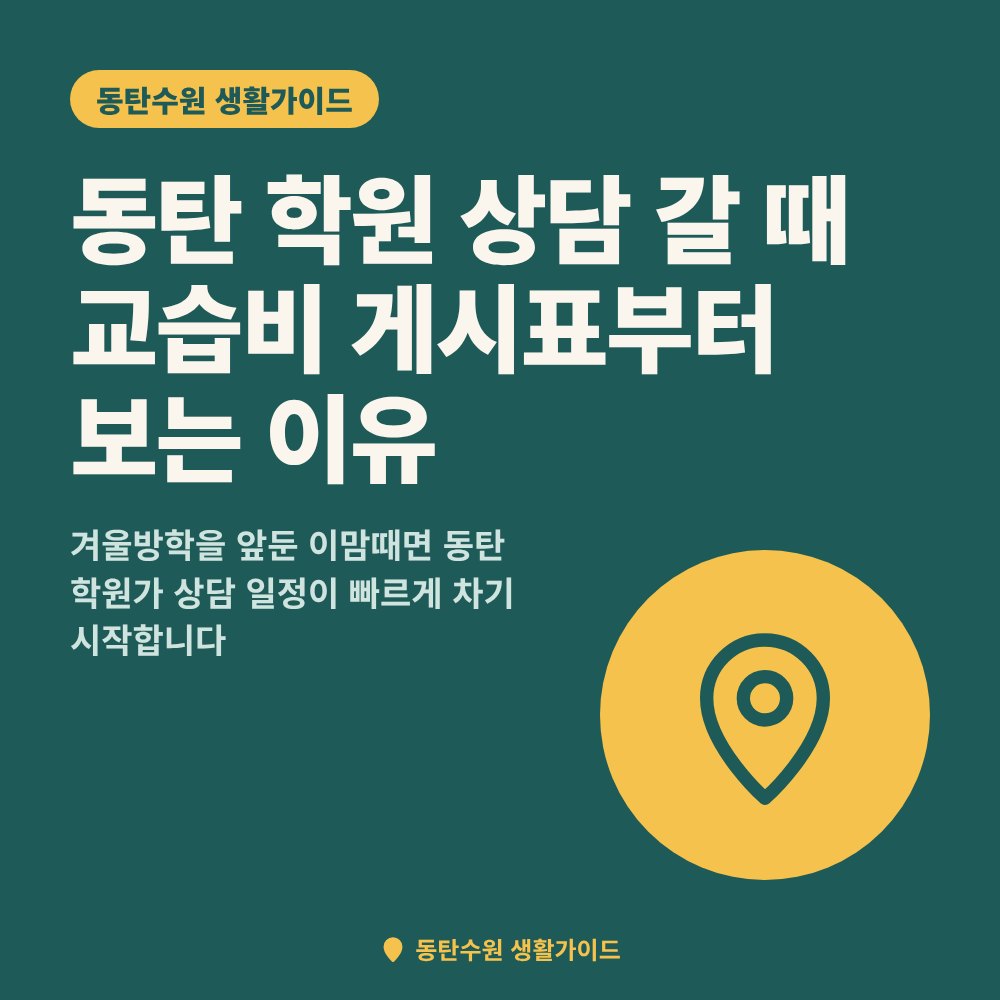 동탄수원 생활가이드
동탄 학원 상담 갈 때
교습비 게시표부터
보는 이유
겨울방학을 앞둔 이맘때면 동탄
학원가 상담 일정이 빠르게 차기
시작합니다
동탄수원 생활가이드